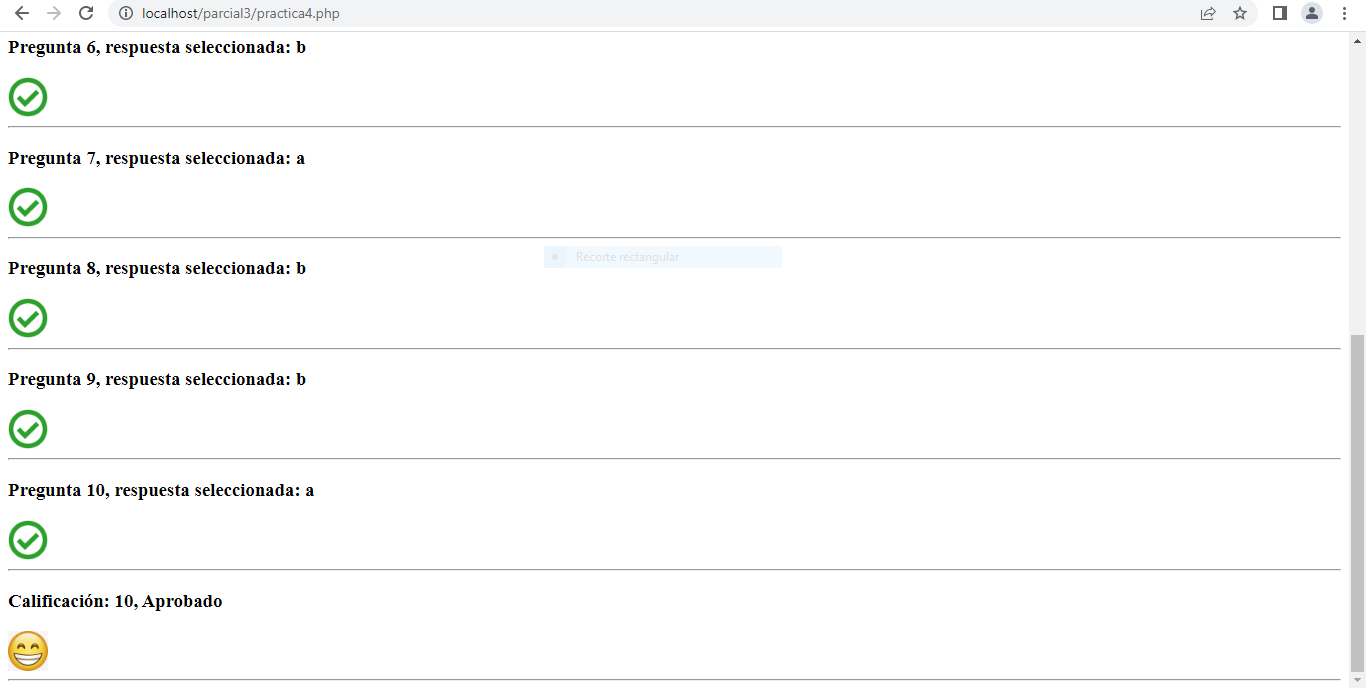 localhost/parcial3/practica4.php
Pregunta 6, respuesta seleccionada: b
Pregunta 7, respuesta seleccionada: a
Recorte rectangular
Pregunta 8, respuesta seleccionada: b
Pregunta 9, respuesta seleccionada: b
Pregunta 10, respuesta seleccionada: a
Calificación: 10, Aprobado